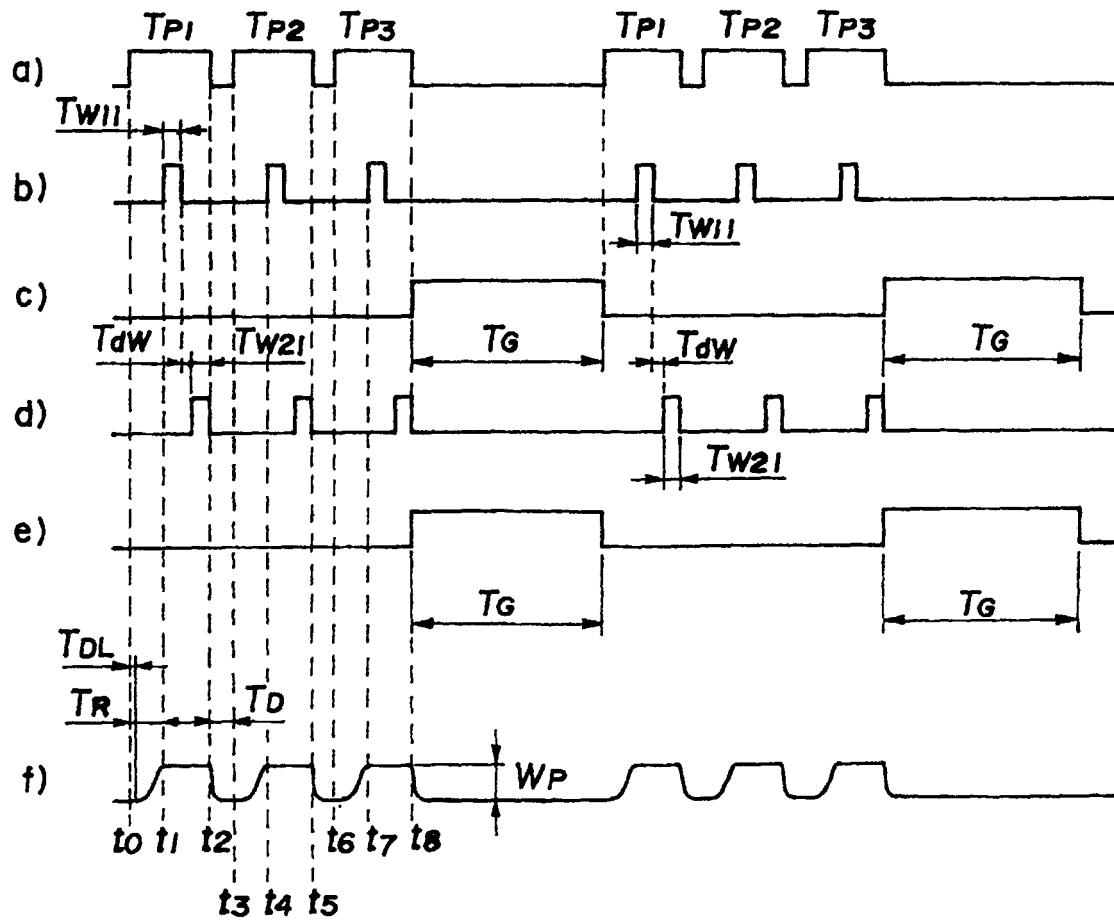 TP1 TP2 TP3 TP1 TP2 TP3
a)
TW11
b)
TW11
c)
TdW TW21 TG TdW TG
d)
TW21
e)
TG TG
TDL
TR TD
f) WP
t0 t1 t2 t6 t7 t8
t3 t4 t5